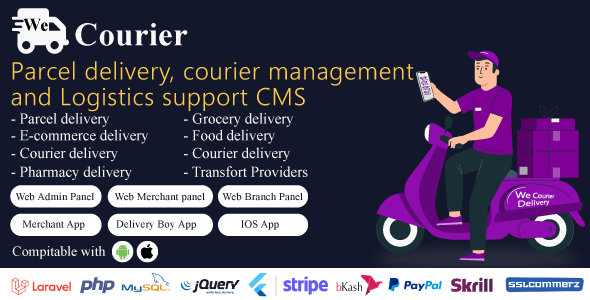 We Courier
Parcel delivery, courier management
and Logistics support CMS
- Parcel delivery
- E-commerce delivery
- Courier delivery
- Pharmacy delivery
- Grocery delivery
- Food delivery
- Courier delivery
- Transfort Providers
Web Admin Panel
Web Merchant panel
Web Branch Panel
Merchant App
Delivery Boy App
IOS App
Compitable with
We Courier
Delivery
Laravel
php
MySQL
jQuery
stripe
bKash
PayPal
Skrill
SSLCOMMERZ